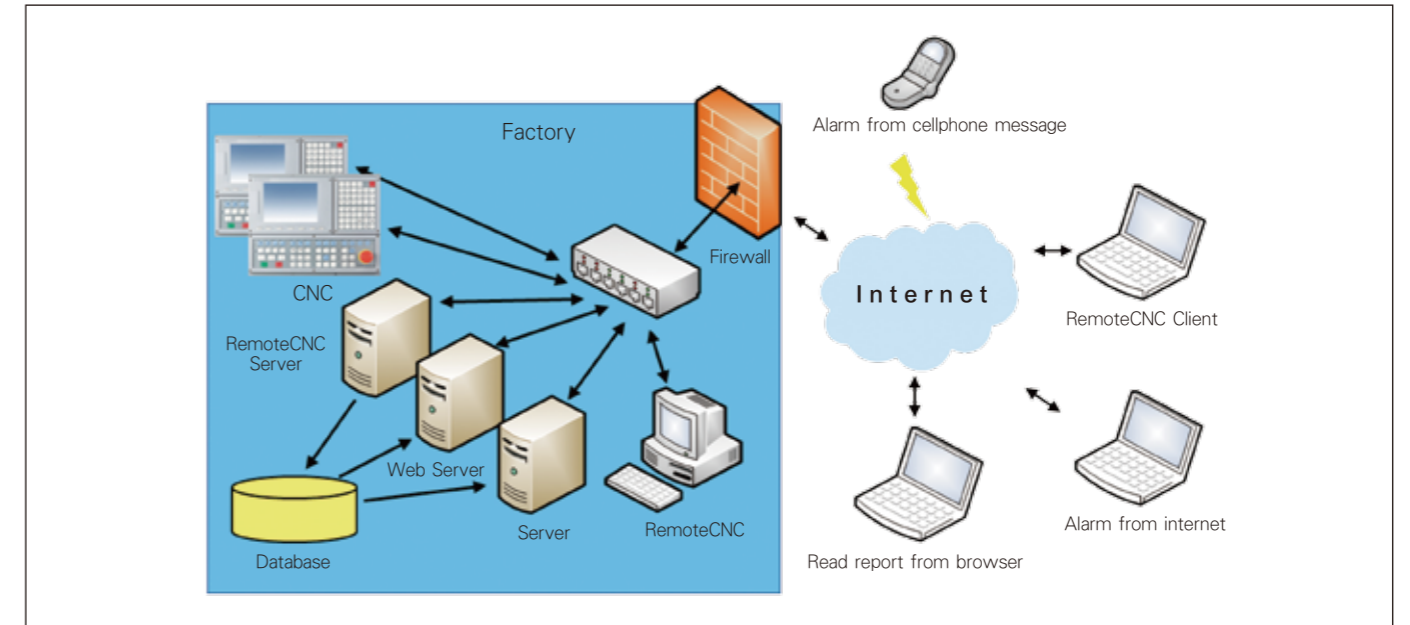 Factory
Alarm from cellphone message
Firewall
CNC
Internet
RemoteCNC Client
RemoteCNC
Server
Web Server
Server
RemoteCNC
Database
Alarm from internet
Read report from browser